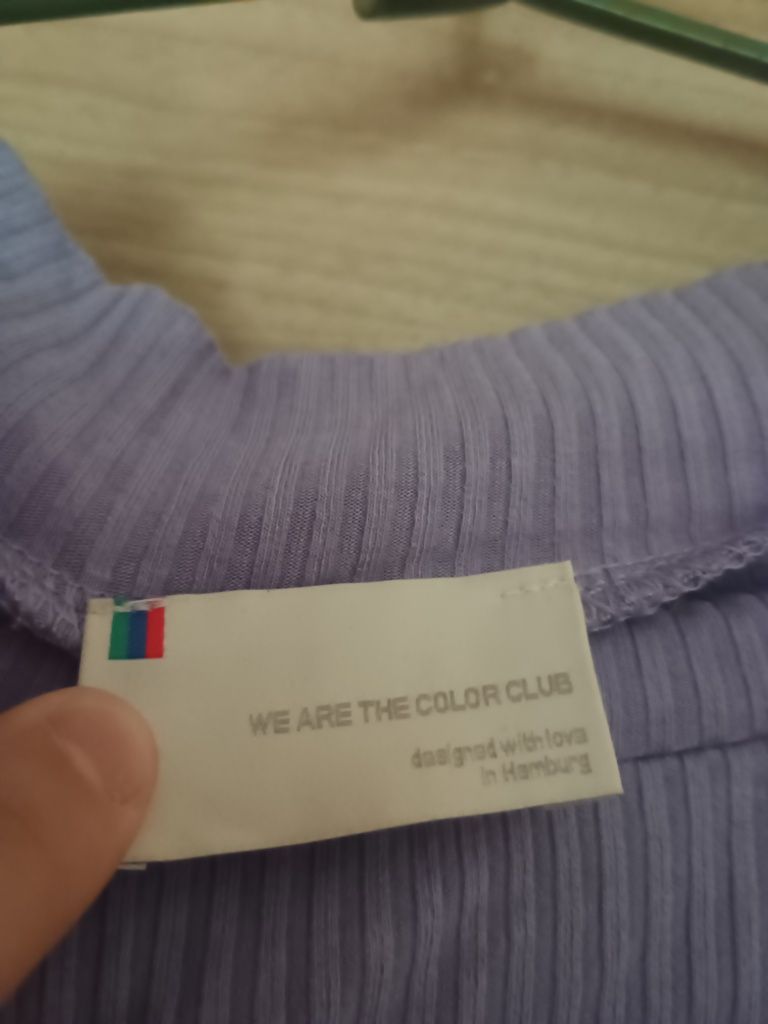 WE ARE THE COLOR CLUB
designed with love
in Hamburg